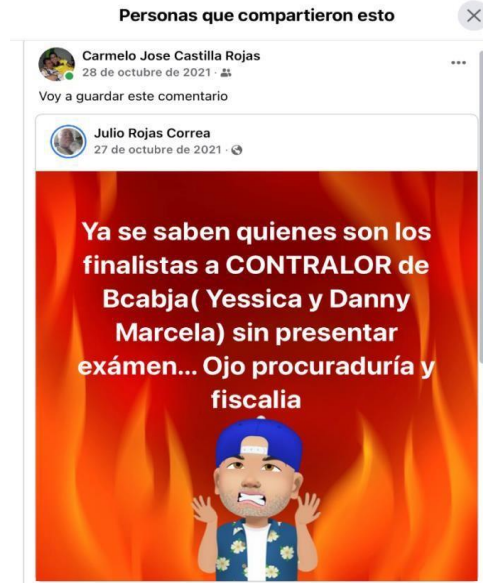 Personas que compartieron esto
Carmelo Jose Castilla Rojas
28 de octubre de 2021 ·
Voy a guardar este comentario
Julio Rojas Correa
27 de octubre de 2021 ·
Ya se saben quienes son los
finalistas a CONTRALOR de
Bcabja( Yessica y Danny
Marcela) sin presentar
exámen... Ojo procuraduría y
fiscalia